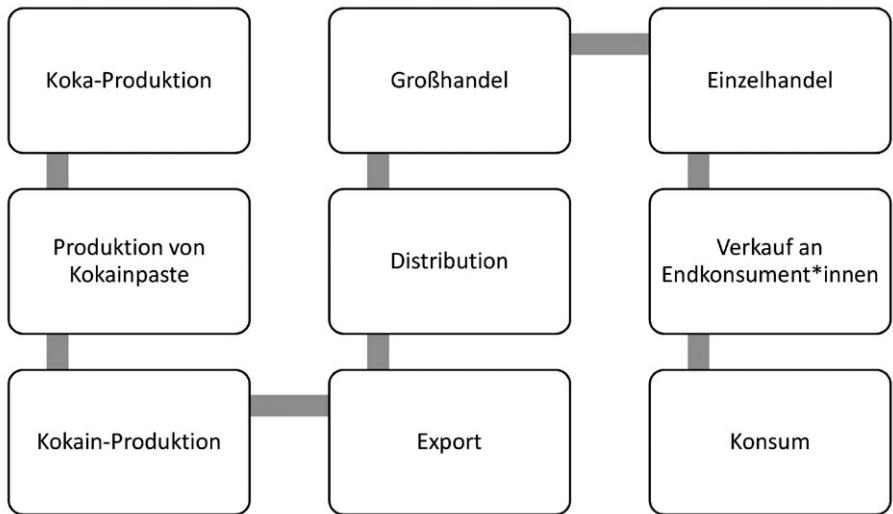 Koka-Produktion
Produktion von
Kokainpaste
Kokain-Produktion
Export
Distribution
Großhandel
Einzelhandel
Verkauf an
Endkonsument*innen
Konsum